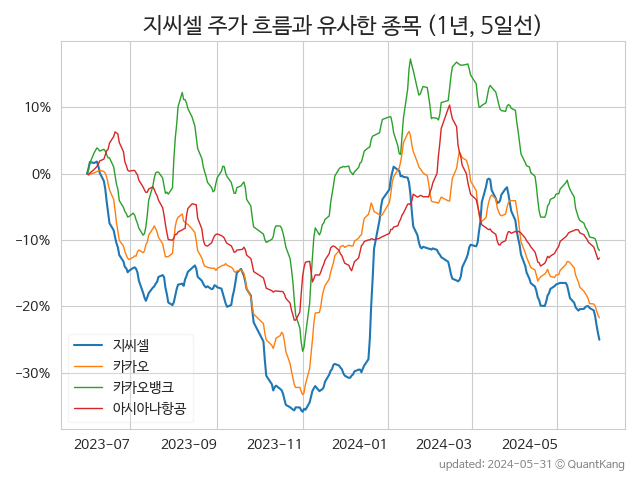 지씨셀 주가 흐름과 유사한 종목 (1년, 5일선)
10%
0%
−10%
−20%
−30%
지씨셀
카카오
카카오뱅크
아시아나항공
2023-07 2023-09 2023-11 2024-01 2024-03 2024-05
updated: 2024-05-31 © QuantKang